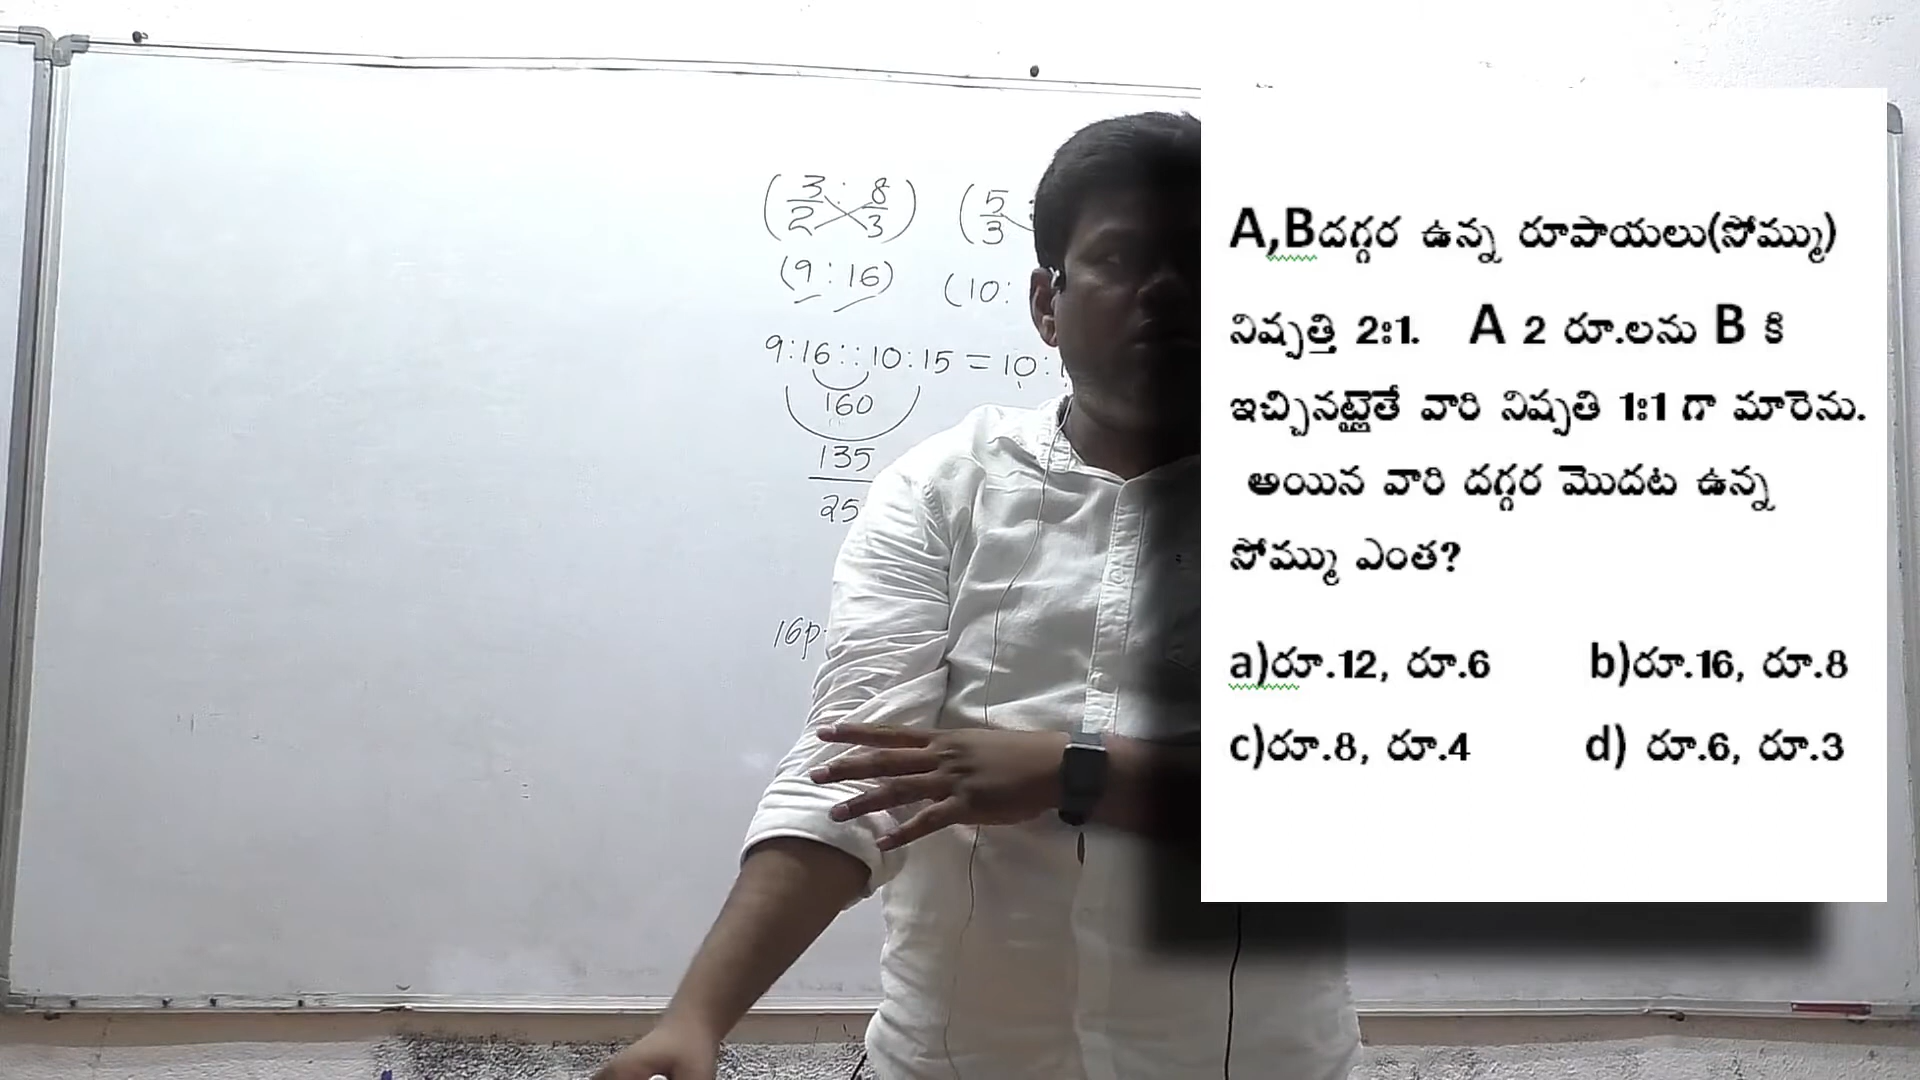 (3/2 : 8/3) (5/3
(9 : 16) (10:
9:16::10:15 = 10:
160
135
25
16p
A,Bదగ్గర ఉన్న రూపాయలు(సోమ్ము)
నిష్పత్తి 2:1. A 2 రూ.లను B కి
ఇచ్చినట్లైతే వారి నిష్పతి 1:1 గా మారెను.
అయిన వారి దగ్గర మొదట ఉన్న
సోమ్ము ఎంత?
a)రూ.12, రూ.6 b)రూ.16, రూ.8
c)రూ.8, రూ.4 d) రూ.6, రూ.3